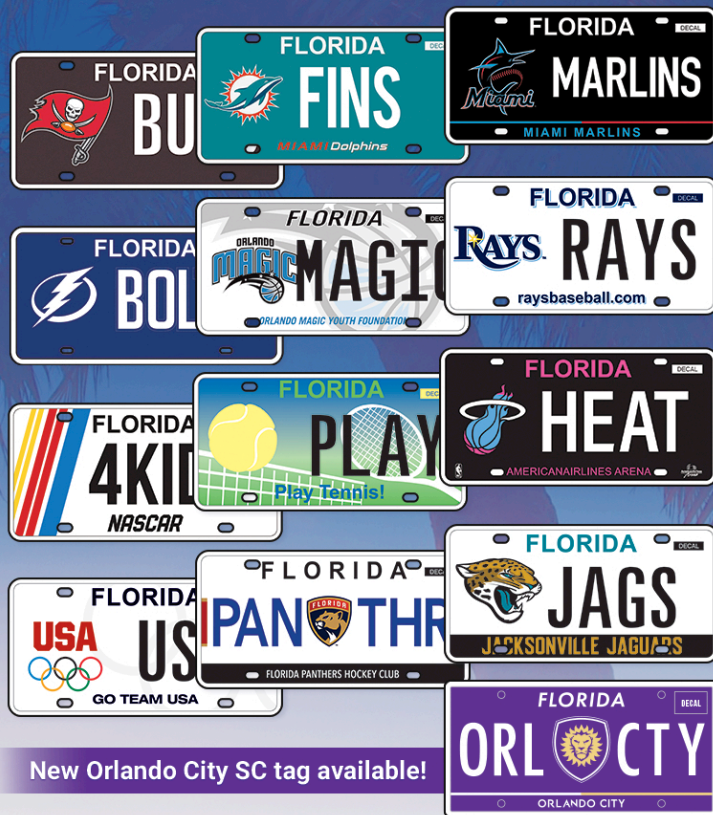 FLORIDA
BU
FLORIDA
FINS
MIAMI Dolphins
FLORIDA DECAL
Miami
MARLINS
MIAMI MARLINS
FLORIDA
BOL
FLORIDA
ORLANDO
MAGIC
MAGIC
ORLANDO MAGIC YOUTH FOUNDATION
FLORIDA DECAL
RAYS
RAYS
raysbaseball.com
FLORIDA
4KID
NASCAR
FLORIDA
PLAY
Play Tennis!
FLORIDA DECAL
HEAT
AMERICANAIRLINES ARENA
FLORIDA
USA
US
GO TEAM USA
FLORIDA
PAN FLORIDA THR
FLORIDA PANTHERS HOCKEY CLUB
FLORIDA DECAL
JAGS
JACKSONVILLE JAGUARS
FLORIDA DECAL
ORL CTY
ORLANDO CITY
New Orlando City SC tag available!